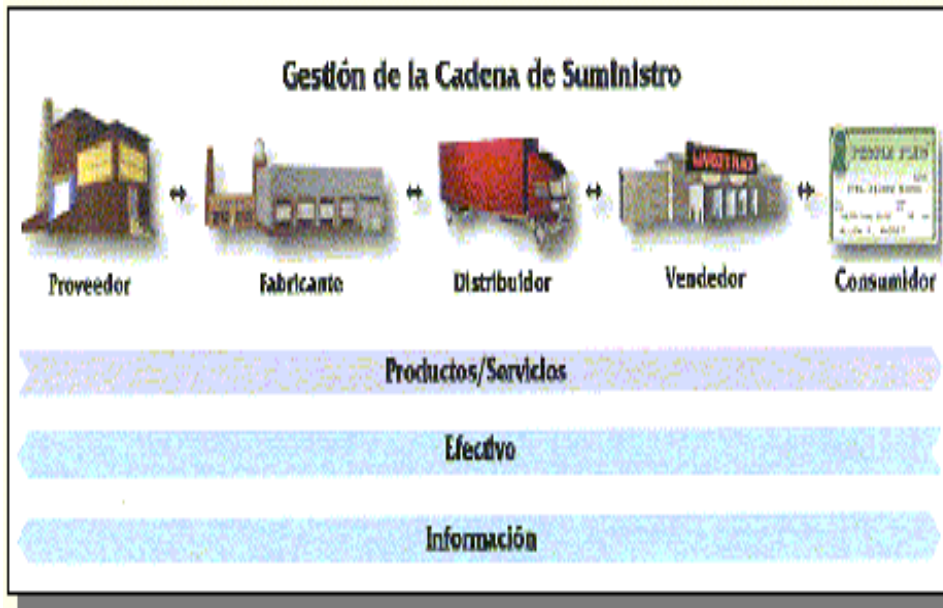 Gestión de la Cadena de Suministro
Proveedor
Fabricante
Distribuidor
Vendedor
Consumidor
Productos/Servicios
Efectivo
Información